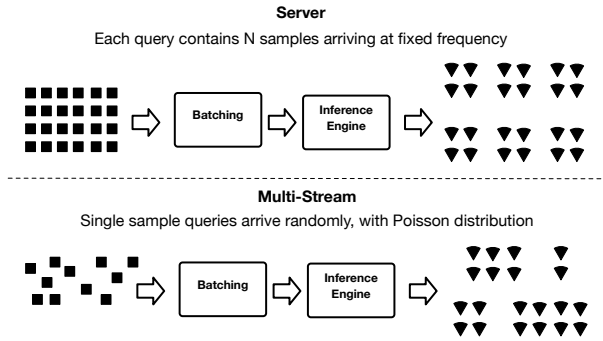 Server
Each query contains N samples arriving at fixed frequency
Batching
Inference
Engine
Multi-Stream
Single sample queries arrive randomly, with Poisson distribution
Batching
Inference
Engine